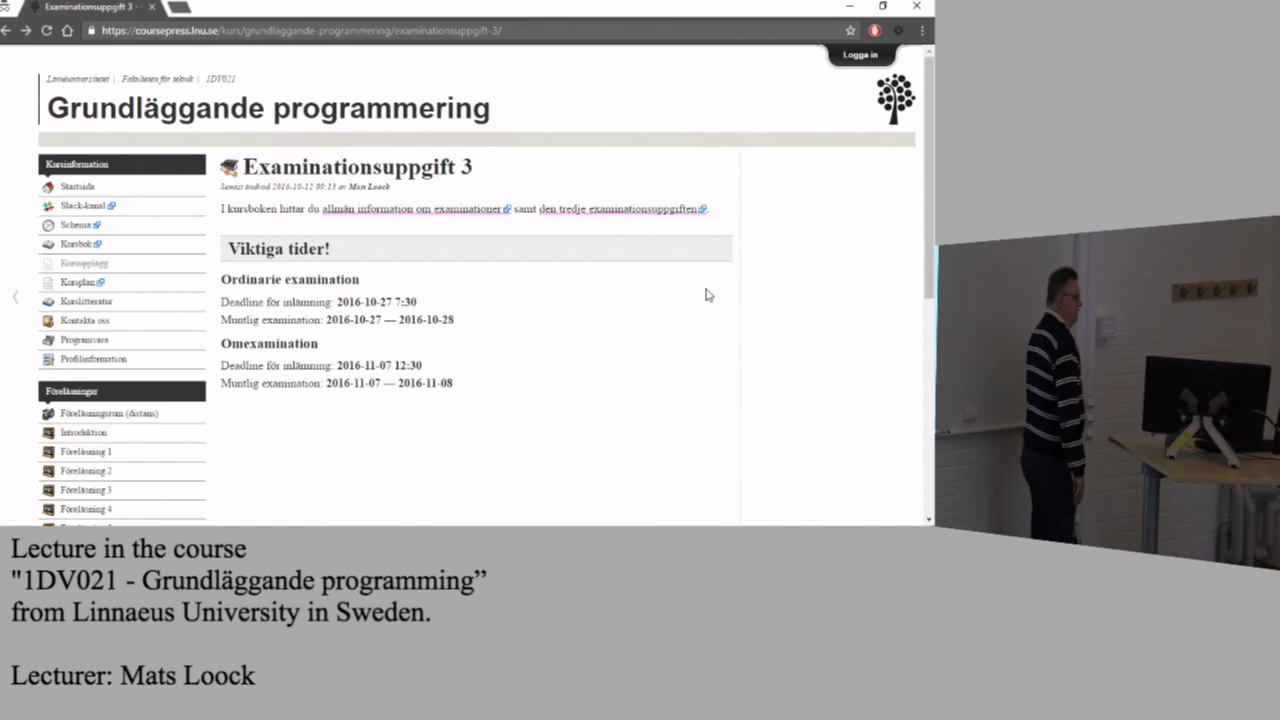 Examinationsuppgift 3 -
https://coursepress.lnu.se/kurs/grundlaggande-programmering/examinationsuppgift-3/
Logga in
Linnéuniversitetet | Fakulteten för teknik | 1DV021
Grundläggande programmering
Kursinformation
Startsida
Slack-kanal
Schema
Kursbok
Kursupplägg
Kursplan
Kurslitteratur
Kontakta oss
Programvara
Profilinformation
Föreläsningar
Föreläsningsrum (distans)
Introduktion
Föreläsning 1
Föreläsning 2
Föreläsning 3
Föreläsning 4
Examinationsuppgift 3
Senast ändrad 2016-10-12 09:13 av Mats Loock
I kursboken hittar du allmän information om examinationer samt den tredje examinationsuppgiften.
Viktiga tider!
Ordinarie examination
Deadline för inlämning: 2016-10-27 7:30
Muntlig examination: 2016-10-27 — 2016-10-28
Omexamination
Deadline för inlämning: 2016-11-07 12:30
Muntlig examination: 2016-11-07 — 2016-11-08
Lecture in the course
"1DV021 - Grundläggande programming”
from Linnaeus University in Sweden.
Lecturer: Mats Loock